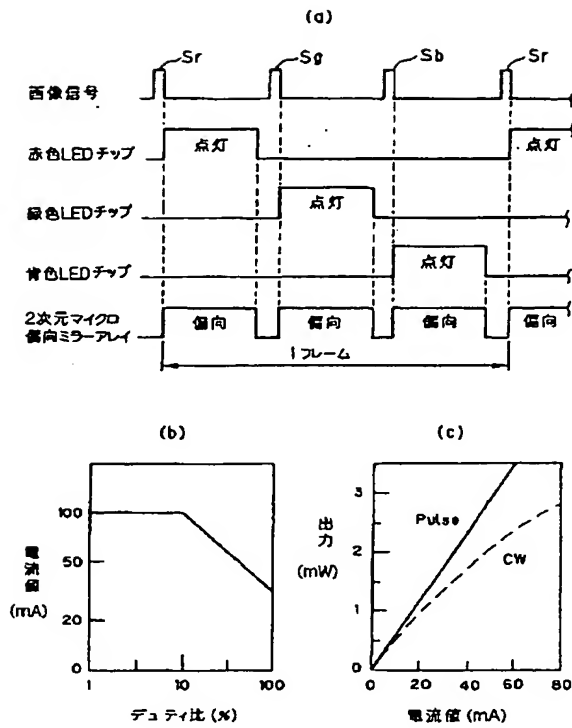 (a)
Sr Sg Sb Sr
画像信号
赤色LEDチップ 点灯 点灯
緑色LEDチップ 点灯
青色LEDチップ 点灯
2次元マイクロ
偏向ミラーアレイ 偏向 偏向 偏向 偏向
1フレーム
(b)
電流値
(mA)
100
50
20
0
1 10 100
デュティ比(%)
(c)
出力
(mW)
3
2
1
0
Pulse
CW
0 20 40 60 80
電流値(mA)